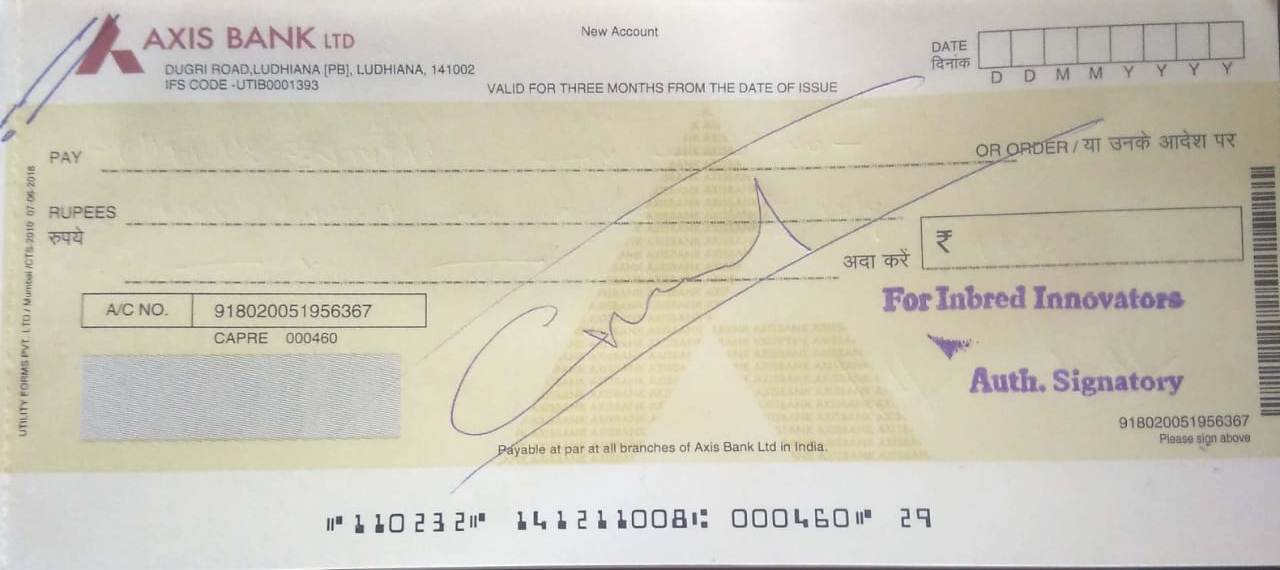 AXIS BANK LTD
DUGRI ROAD,LUDHIANA [PB], LUDHIANA, 141002
IFS CODE -UTIB0001393
New Account
VALID FOR THREE MONTHS FROM THE DATE OF ISSUE
DATE
दिनांक
D D M M Y Y Y Y
PAY
OR ORDER / या उनके आदेश पर
RUPEES
रुपये
अदा करें
₹
A/C NO. 918020051956367
CAPRE 000460
For Inbred Innovators
Auth. Signatory
918020051956367
Please sign above
Payable at par at all branches of Axis Bank Ltd in India.
UTILITY FORMS PVT. LTD / Mumbai /CTS-2010 07-06-2018
⑈110232⑈ 141211008⑆ 000460⑈ 29